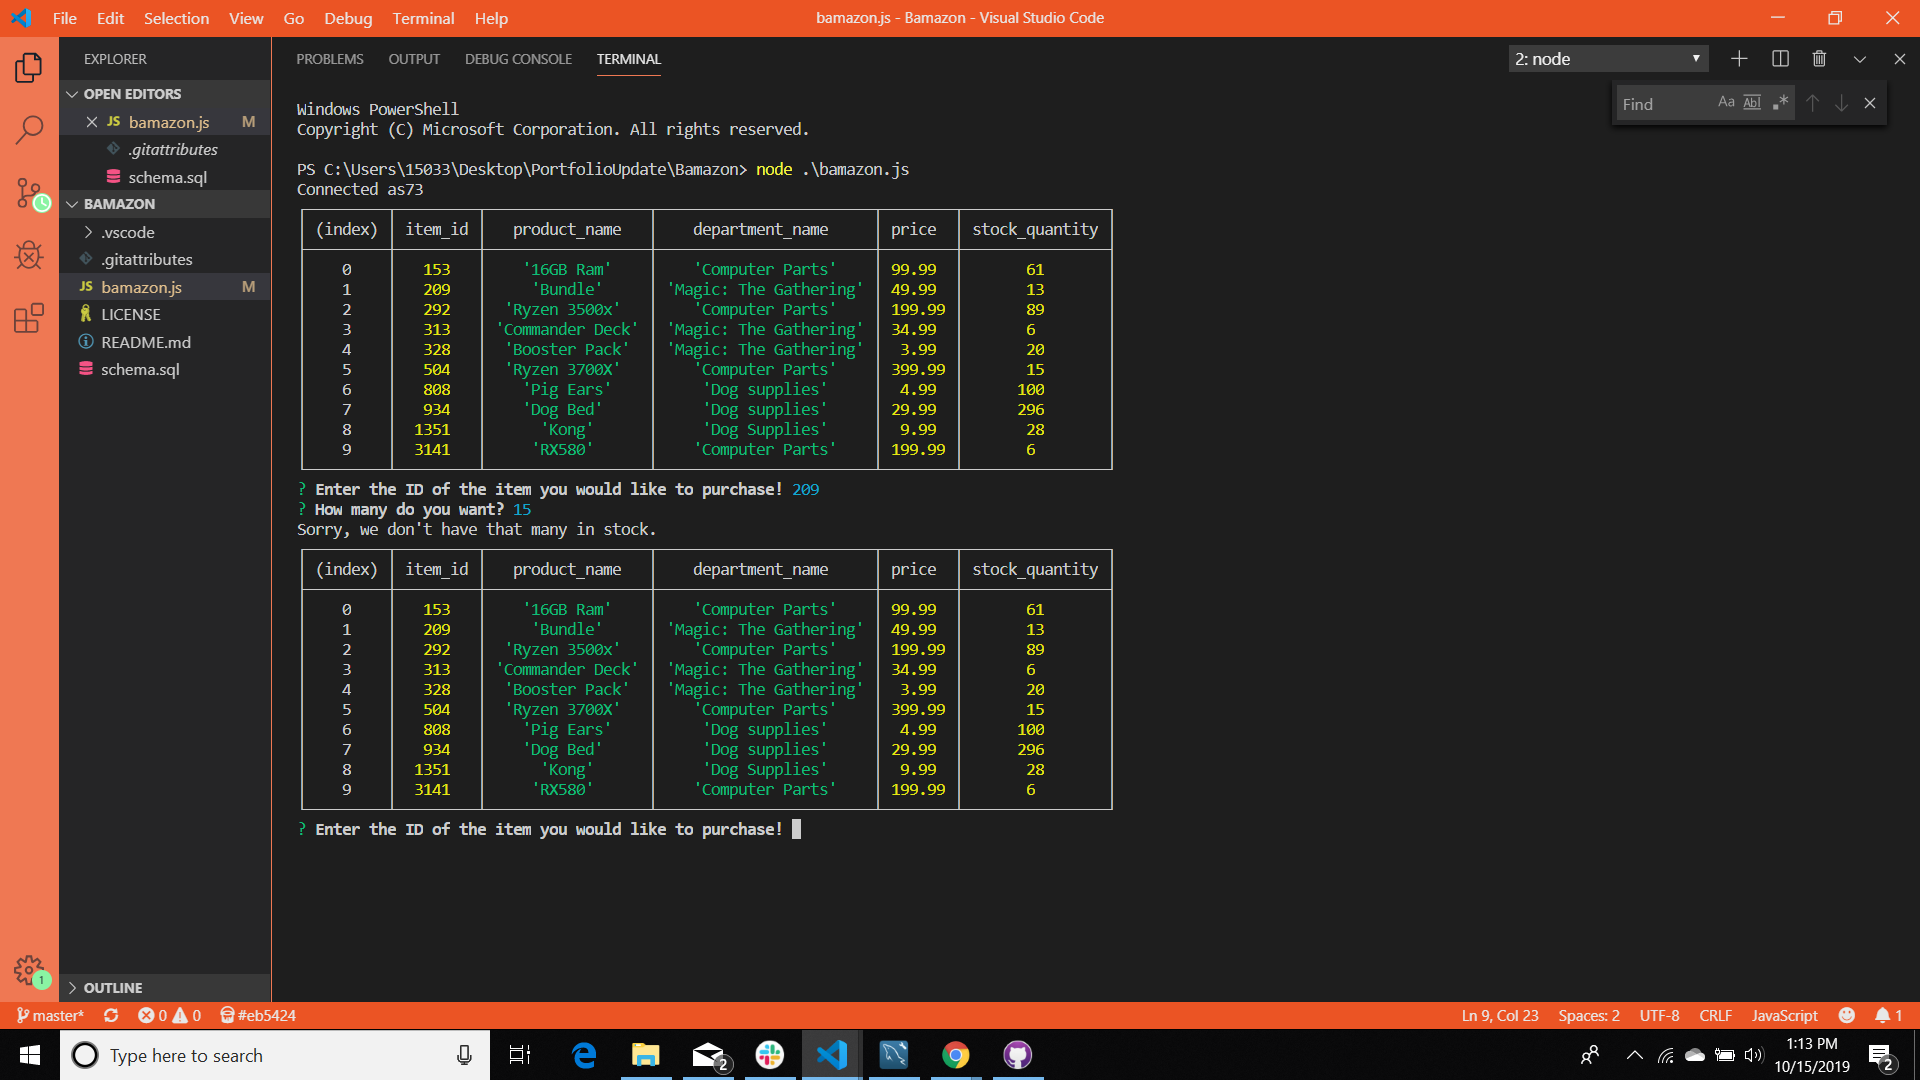 File Edit Selection View Go Debug Terminal Help
bamazon.js - Bamazon - Visual Studio Code
EXPLORER
OPEN EDITORS
JS bamazon.js M
.gitattributes
schema.sql
BAMAZON
.vscode
.gitattributes
JS bamazon.js M
LICENSE
README.md
schema.sql
OUTLINE
PROBLEMS OUTPUT DEBUG CONSOLE TERMINAL
2: node
Find Aa Abl .*
Windows PowerShell
Copyright (C) Microsoft Corporation. All rights reserved.
PS C:\Users\15033\Desktop\PortfolioUpdate\Bamazon> node .\bamazon.js
Connected as73
(index) item_id product_name department_name price stock_quantity
0 153 '16GB Ram' 'Computer Parts' 99.99 61
1 209 'Bundle' 'Magic: The Gathering' 49.99 13
2 292 'Ryzen 3500x' 'Computer Parts' 199.99 89
3 313 'Commander Deck' 'Magic: The Gathering' 34.99 6
4 328 'Booster Pack' 'Magic: The Gathering' 3.99 20
5 504 'Ryzen 3700X' 'Computer Parts' 399.99 15
6 808 'Pig Ears' 'Dog supplies' 4.99 100
7 934 'Dog Bed' 'Dog supplies' 29.99 296
8 1351 'Kong' 'Dog Supplies' 9.99 28
9 3141 'RX580' 'Computer Parts' 199.99 6
? Enter the ID of the item you would like to purchase! 209
? How many do you want? 15
Sorry, we don't have that many in stock.
(index) item_id product_name department_name price stock_quantity
0 153 '16GB Ram' 'Computer Parts' 99.99 61
1 209 'Bundle' 'Magic: The Gathering' 49.99 13
2 292 'Ryzen 3500x' 'Computer Parts' 199.99 89
3 313 'Commander Deck' 'Magic: The Gathering' 34.99 6
4 328 'Booster Pack' 'Magic: The Gathering' 3.99 20
5 504 'Ryzen 3700X' 'Computer Parts' 399.99 15
6 808 'Pig Ears' 'Dog supplies' 4.99 100
7 934 'Dog Bed' 'Dog supplies' 29.99 296
8 1351 'Kong' 'Dog Supplies' 9.99 28
9 3141 'RX580' 'Computer Parts' 199.99 6
? Enter the ID of the item you would like to purchase!
1
master* 0 0 #eb5424 Ln 9, Col 23 Spaces: 2 UTF-8 CRLF JavaScript 1
Type here to search
2
1:13 PM
10/15/2019
2